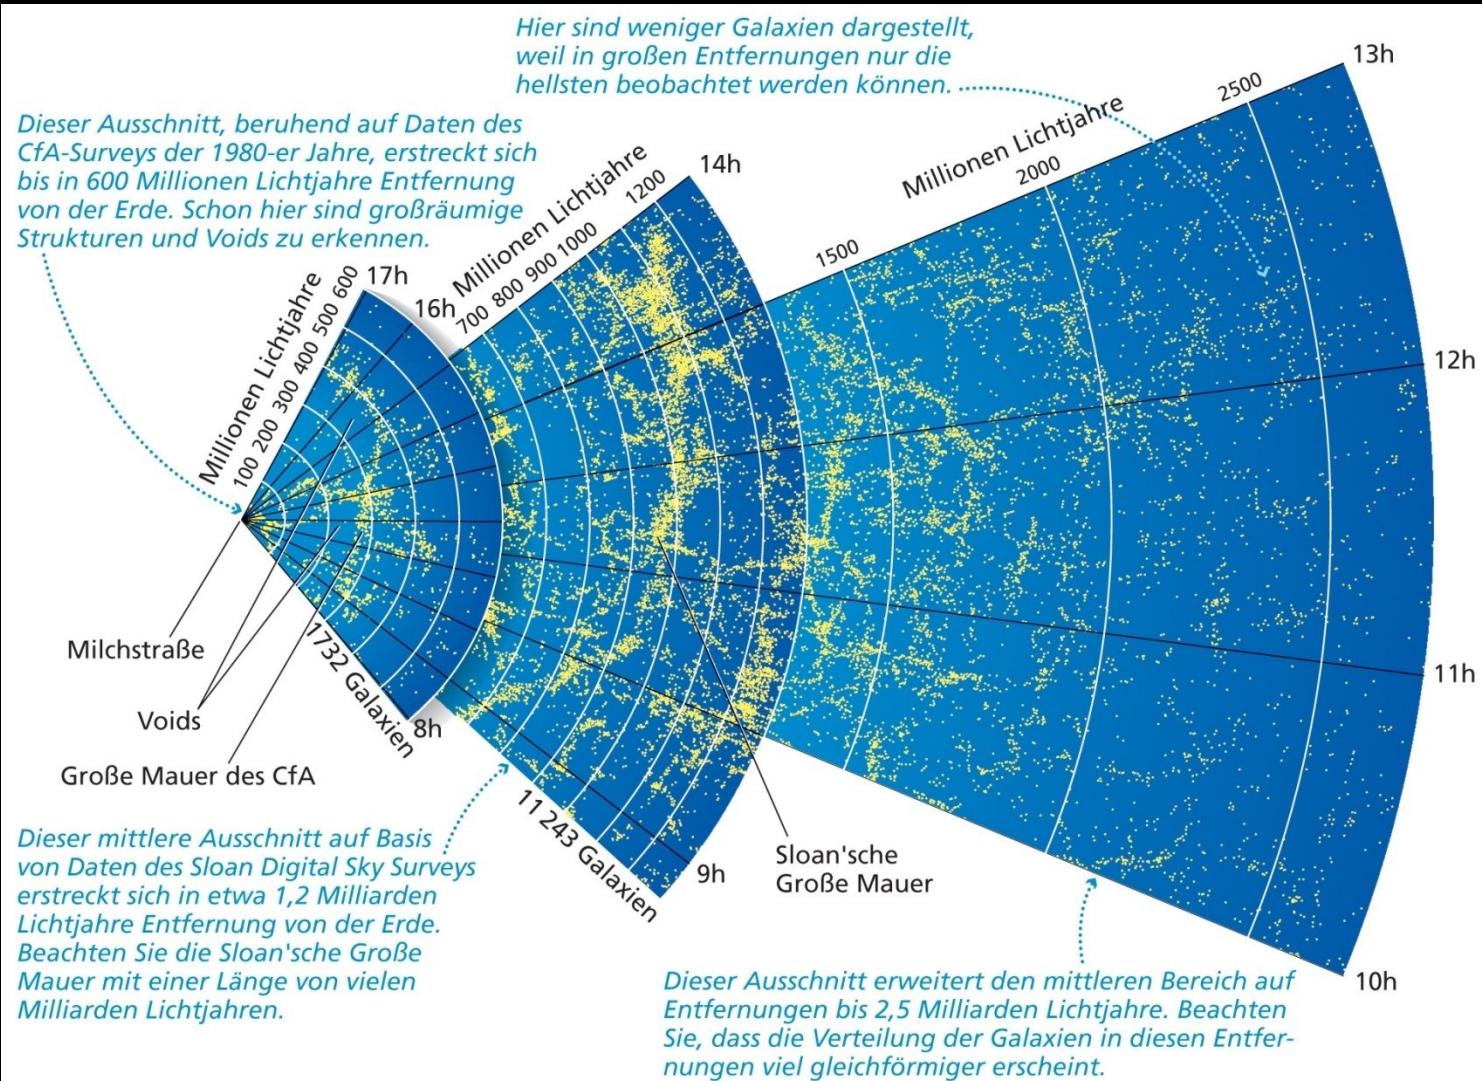 Hier sind weniger Galaxien dargestellt,
weil in großen Entfernungen nur die
hellsten beobachtet werden können.
Dieser Ausschnitt, beruhend auf Daten des
CfA-Surveys der 1980-er Jahre, erstreckt sich
bis in 600 Millionen Lichtjahre Entfernung
von der Erde. Schon hier sind großräumige
Strukturen und Voids zu erkennen.
Millionen Lichtjahre
100 200 300 400 500 600
17h
16h
Millionen Lichtjahre
700 800 900 1000 1200
14h
Millionen Lichtjahre
1500
2000
2500
13h
12h
11h
10h
Milchstraße
Voids
Große Mauer des CfA
1732 Galaxien
8h
11 243 Galaxien
9h
Sloan'sche
Große Mauer
Dieser mittlere Ausschnitt auf Basis
von Daten des Sloan Digital Sky Surveys
erstreckt sich in etwa 1,2 Milliarden
Lichtjahre Entfernung von der Erde.
Beachten Sie die Sloan'sche Große
Mauer mit einer Länge von vielen
Milliarden Lichtjahren.
Dieser Ausschnitt erweitert den mittleren Bereich auf
Entfernungen bis 2,5 Milliarden Lichtjahre. Beachten
Sie, dass die Verteilung der Galaxien in diesen Entfer-
nungen viel gleichförmiger erscheint.